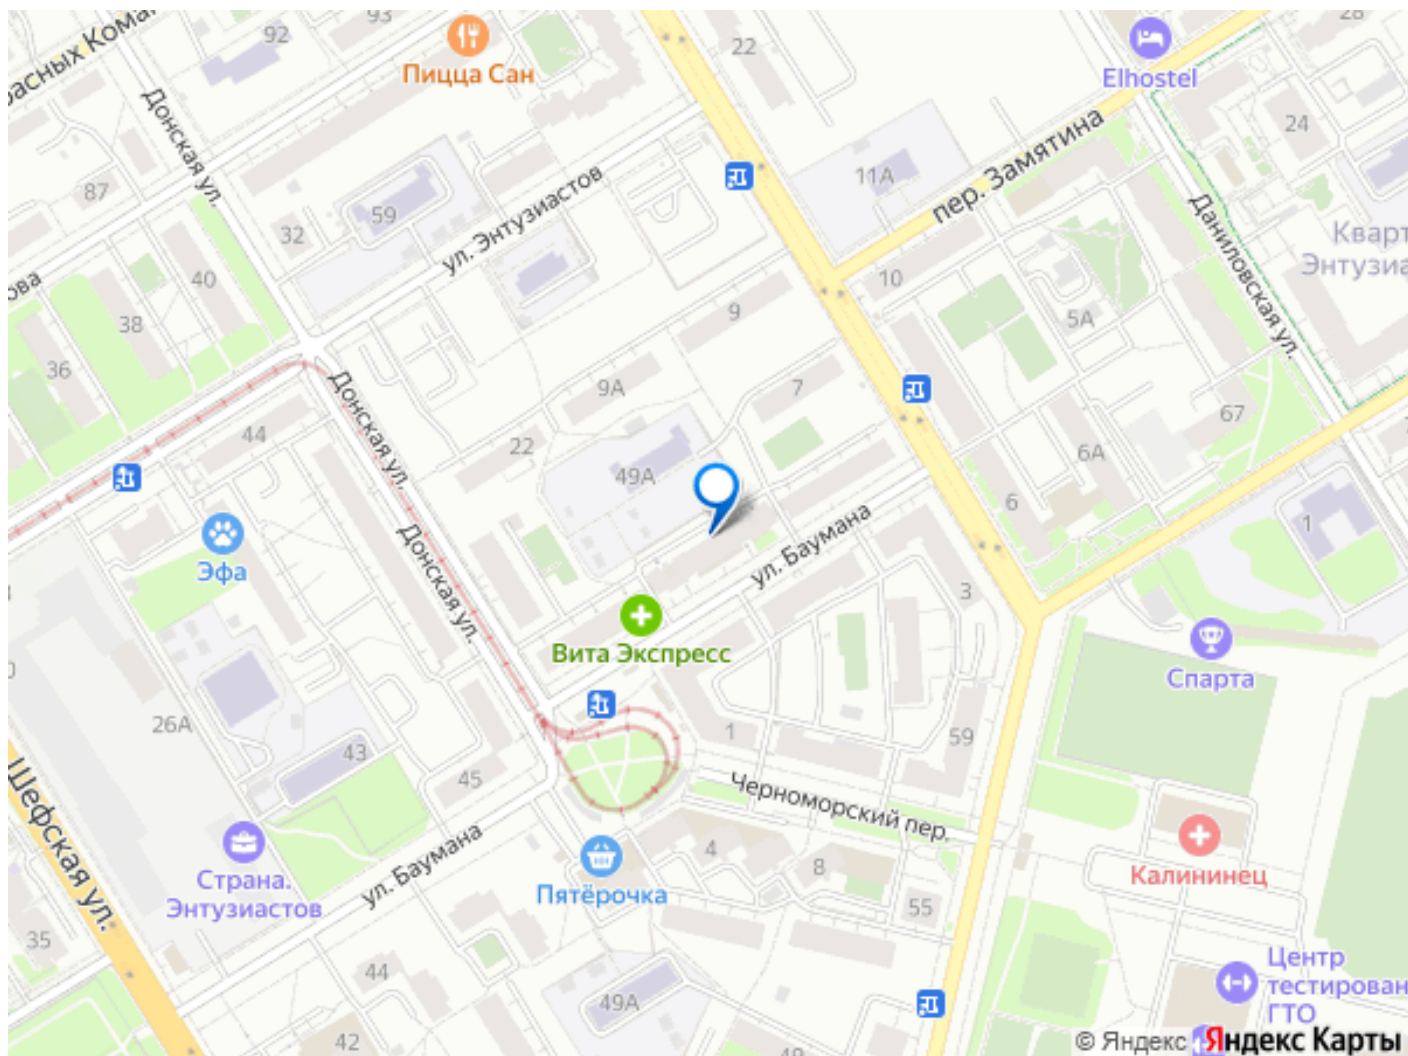 93
92
22
28
Пицца Сан
Elhostel
Донская ул.
24
11А
пер. Замятина
87
59
32
ул. Энтузиастов
Даниловская ул.
Кварт
Энтузиа
40
10
38
9
5А
36
9А
7
Донская ул.
67
44
22
6А
49А
6
1
Эфа
Донская ул.
ул. Баумана
3
Вита Экспресс
Спарта
26А
43
1
59
45
Черноморский пер.
Шефская ул.
ул. Баумана
4
8
Калининец
Страна.
Энтузиастов
Пятёрочка
55
35
44
49А
Центр
тестирован
ГТО
42
© Яндекс Яндекс Карты